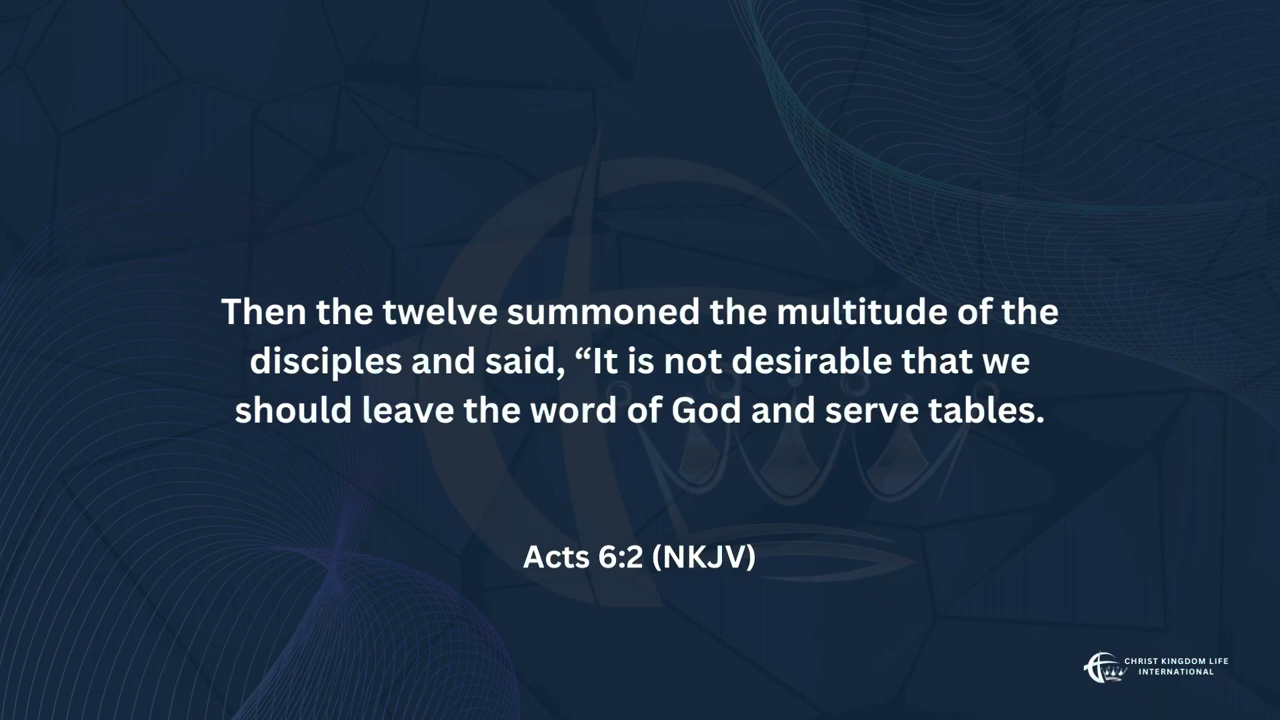 Then the twelve summoned the multitude of the
disciples and said, “It is not desirable that we
should leave the word of God and serve tables.
Acts 6:2 (NKJV)
CHRIST KINGDOM LIFE
INTERNATIONAL